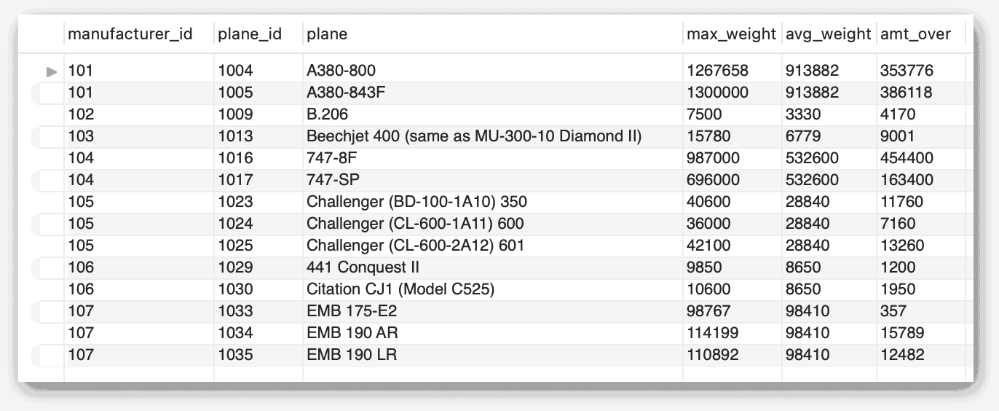 manufacturer_id plane_id plane max_weight avg_weight amt_over
101 1004 A380-800 1267658 913882 353776
101 1005 A380-843F 1300000 913882 386118
102 1009 B.206 7500 3330 4170
103 1013 Beechjet 400 (same as MU-300-10 Diamond II) 15780 6779 9001
104 1016 747-8F 987000 532600 454400
104 1017 747-SP 696000 532600 163400
105 1023 Challenger (BD-100-1A10) 350 40600 28840 11760
105 1024 Challenger (CL-600-1A11) 600 36000 28840 7160
105 1025 Challenger (CL-600-2A12) 601 42100 28840 13260
106 1029 441 Conquest II 9850 8650 1200
106 1030 Citation CJ1 (Model C525) 10600 8650 1950
107 1033 EMB 175-E2 98767 98410 357
107 1034 EMB 190 AR 114199 98410 15789
107 1035 EMB 190 LR 110892 98410 12482